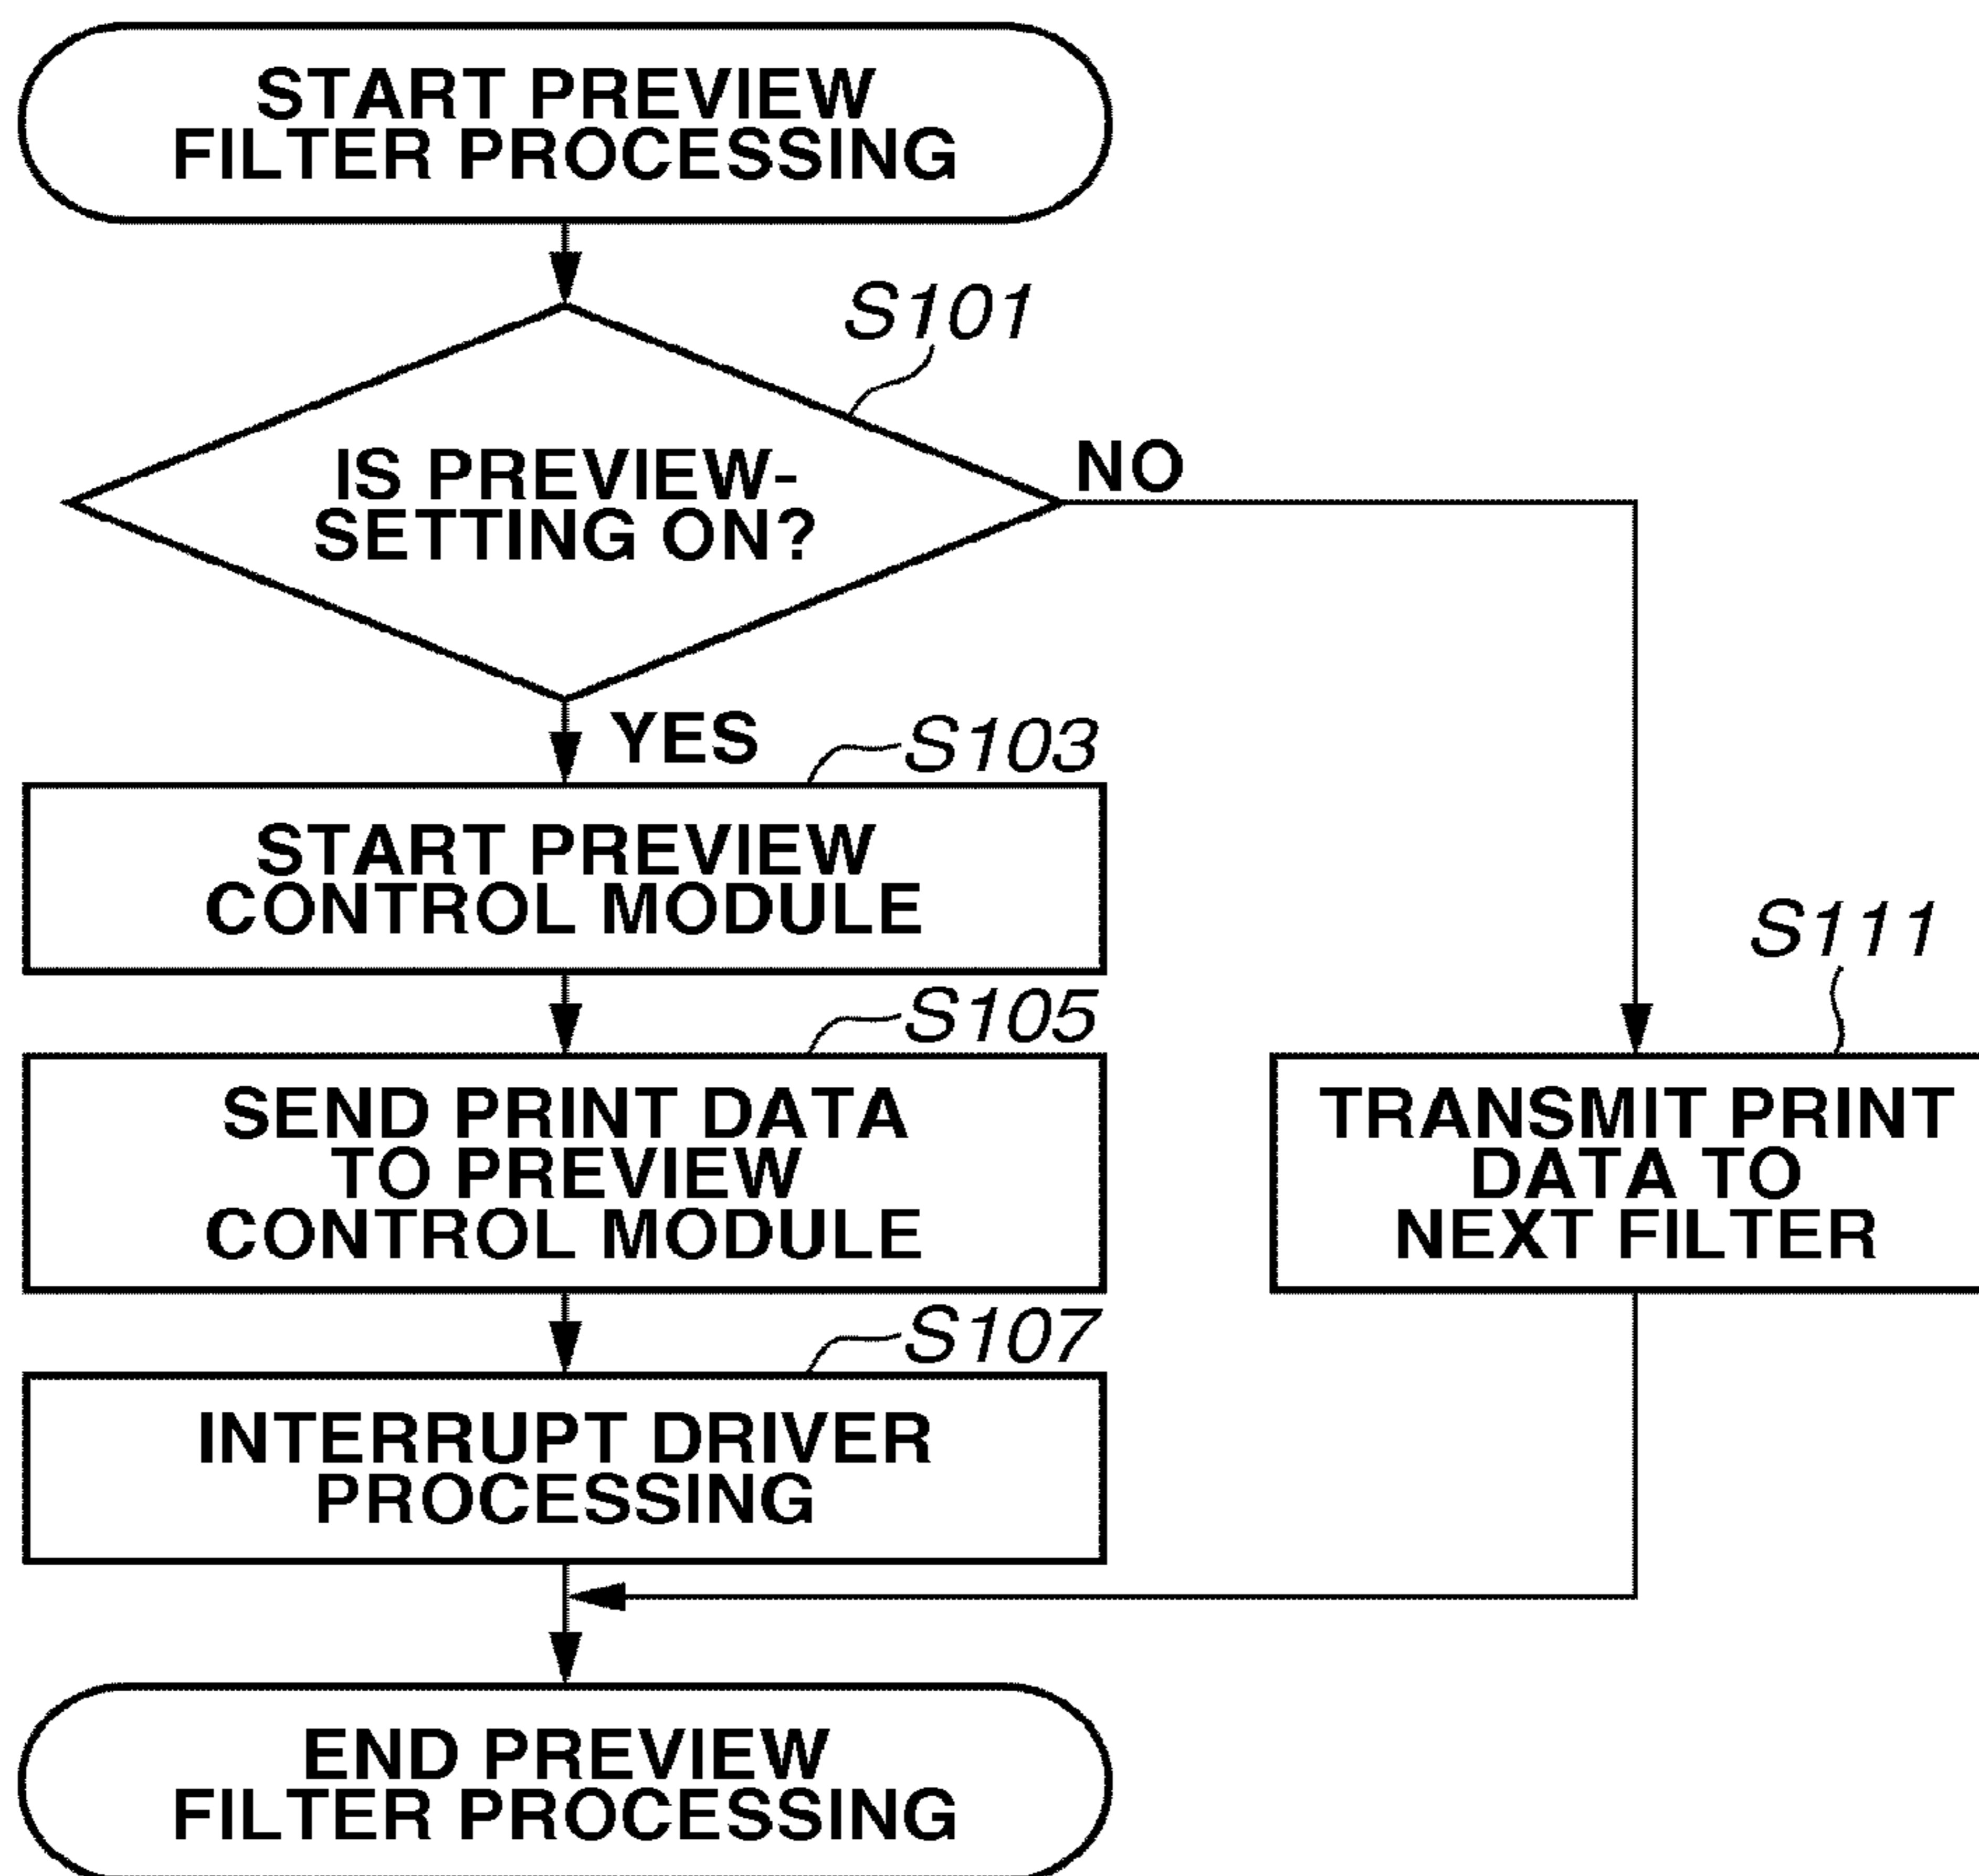 START PREVIEW
FILTER PROCESSING
S101
IS PREVIEW-
SETTING ON?
NO
YES
S103
START PREVIEW
CONTROL MODULE
S105
SEND PRINT DATA
TO PREVIEW
CONTROL MODULE
S111
TRANSMIT PRINT
DATA TO
NEXT FILTER
S107
INTERRUPT DRIVER
PROCESSING
END PREVIEW
FILTER PROCESSING